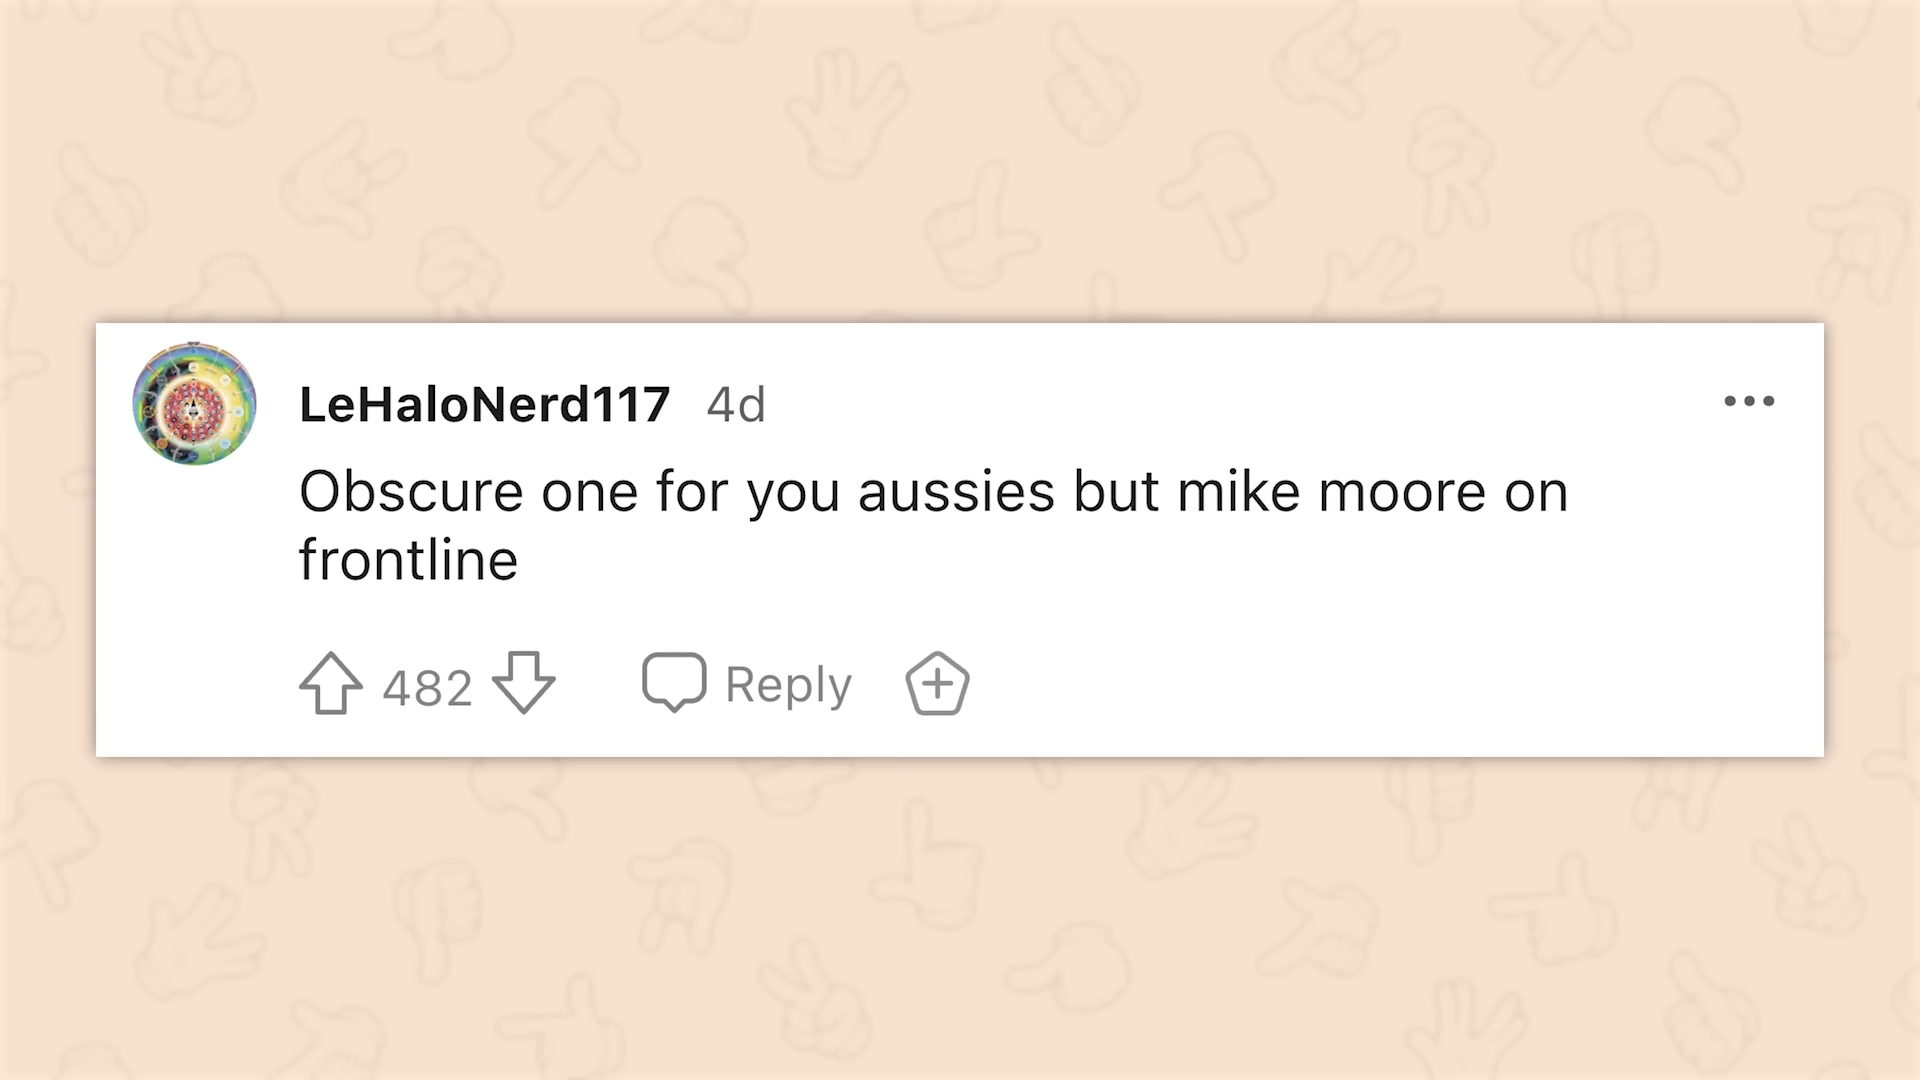 LeHaloNerd117 4d
Obscure one for you aussies but mike moore on
frontline
482 Reply